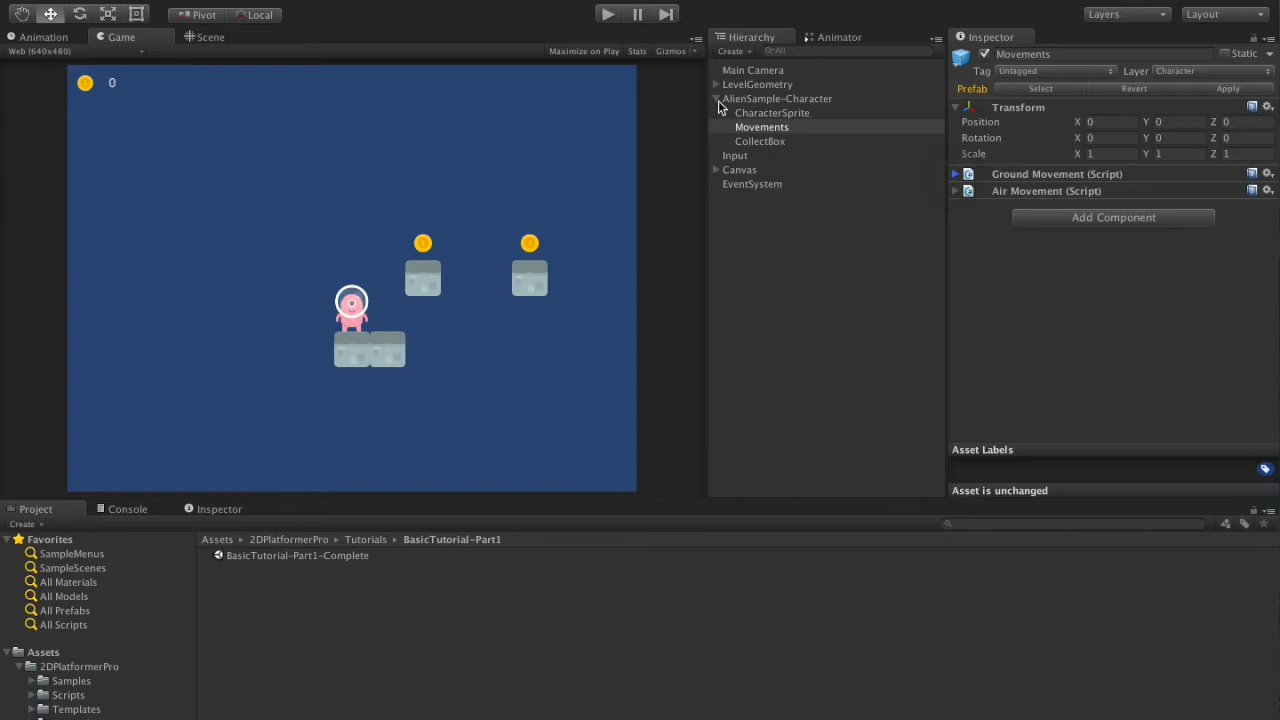 Pivot Local Layers Layout
Animation Game Scene Hierarchy Animator Inspector
Web (640x480) Maximize on Play Stats Gizmos Create All
Movements Static
Tag Untagged Layer Character
Prefab Select Revert Apply
0
Main Camera
LevelGeometry
AlienSample-Character
CharacterSprite
Movements
CollectBox
Input
Canvas
EventSystem
Transform
Position X 0 Y 0 Z 0
Rotation X 0 Y 0 Z 0
Scale X 1 Y 1 Z 1
Ground Movement (Script)
Air Movement (Script)
Add Component
Asset Labels
Asset is unchanged
Project Console Inspector
Create
Favorites
SampleMenus
SampleScenes
All Materials
All Models
All Prefabs
All Scripts
Assets
2DPlatformerPro
Samples
Scripts
Templates
Assets 2DPlatformerPro Tutorials BasicTutorial-Part1
BasicTutorial-Part1-Complete